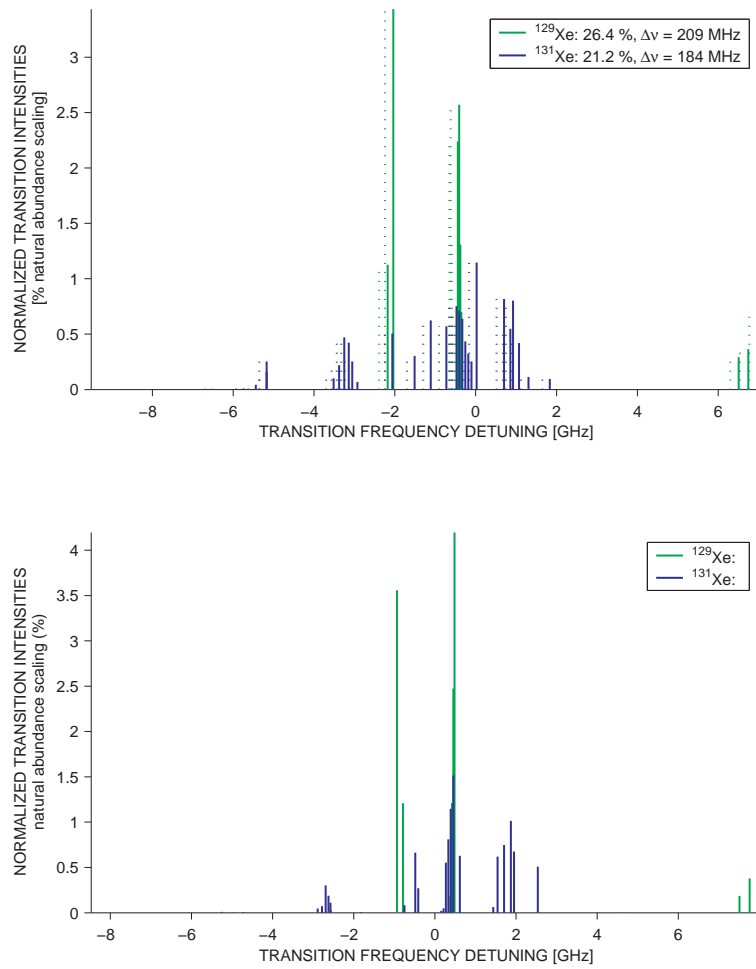 NORMALIZED TRANSITION INTENSITIES
[% natural abundance scaling]
3
2.5
2
1.5
1
0.5
0
¹²⁹Xe: 26.4 %, Δν = 209 MHz
¹³¹Xe: 21.2 %, Δν = 184 MHz
−8 −6 −4 −2 0 2 4 6
TRANSITION FREQUENCY DETUNING [GHz]
NORMALIZED TRANSITION INTENSITIES
natural abundance scaling (%)
4
3.5
3
2.5
2
1.5
1
0.5
0
¹²⁹Xe:
¹³¹Xe:
−8 −6 −4 −2 0 2 4 6
TRANSITION FREQUENCY DETUNING [GHz]